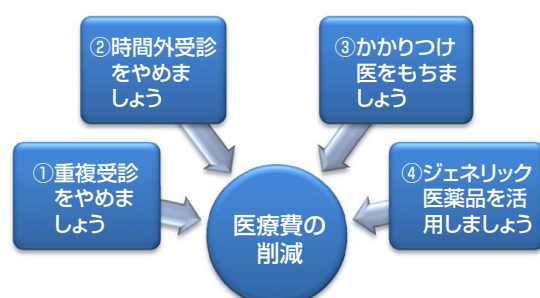 ②時間外受診
をやめま
しょう
③かかりつけ
医をもちま
しょう
①重複受診
をやめま
しょう
④ジェネリック
医薬品を活
用しましょう
医療費の
削減